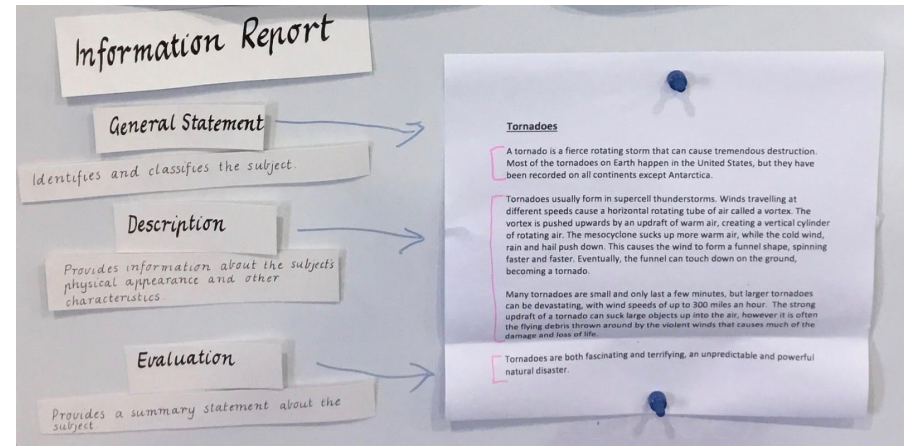 Information Report
General Statement
Identifies and classifies the subject.
Description
Provides information about the subject's
physical appearance and other
characteristics
Evaluation
Provides a summary statement about the
subject
Tornadoes
A tornado is a fierce rotating storm that can cause tremendous destruction.
Most of the tornadoes on Earth happen in the United States, but they have
been recorded on all continents except Antarctica.
Tornadoes usually form in supercell thunderstorms. Winds travelling at
different speeds cause a horizontal rotating tube of air called a vortex. The
vortex is pushed upwards by an updraft of warm air, creating a vertical cylinder
of rotating air. The mesocyclone sucks up more warm air, while the cold wind,
rain and hail push down. This causes the wind to form a funnel shape, spinning
faster and faster. Eventually, the funnel can touch down on the ground,
becoming a tornado.
Many tornadoes are small and only last a few minutes, but larger tornadoes
can be devastating, with wind speeds of up to 300 miles an hour. The strong
updraft of a tornado can suck large objects up into the air, however it is often
the flying debris thrown around by the violent winds that causes much of the
damage and loss of life.
Tornadoes are both fascinating and terrifying, an unpredictable and powerful
natural disaster.